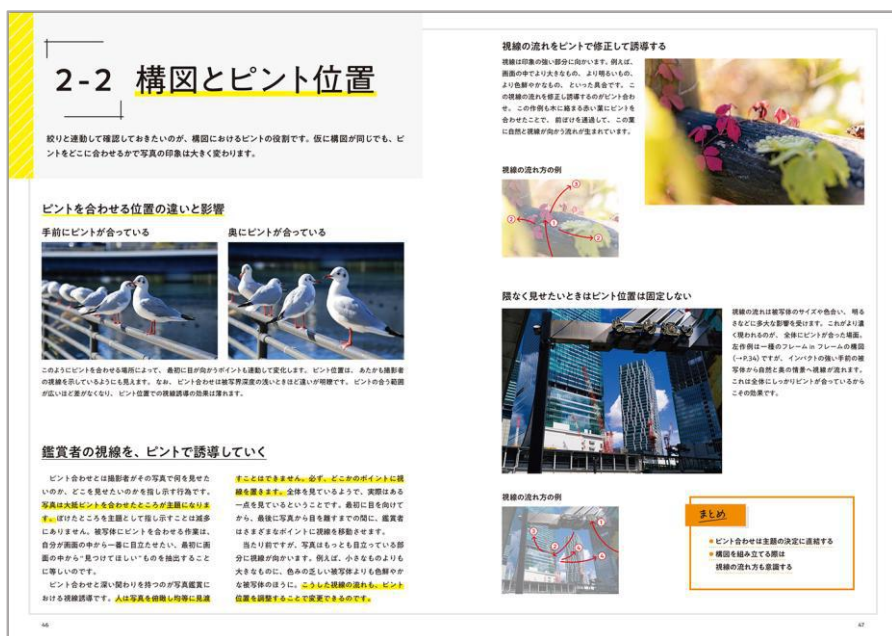 2-2 構図とピント位置
絞りと連動して確認しておきたいのが、構図におけるピントの役割です。仮に構図が同じでも、ピ
ントをどこに合わせるかで写真の印象は大きく変わります。
ピントを合わせる位置の違いと影響
手前にピントが合っている
奥にピントが合っている
このようにピントを合わせる場所によって、最初に目が向かうポイントも連動して変化します。ピント位置は、あたかも撮影者
の視線を示しているようにも見えます。なお、ピント合わせは被写界深度の浅いときほど違いが明瞭です。ピントの合う範囲
が広いほど差がなくなり、ピント位置での視線誘導の効果は薄れます。
鑑賞者の視線を、ピントで誘導していく
ピント合わせとは撮影者がその写真で何を見せた
いのか、どこを見せたいのかを指し示す行為です。
写真は大抵ピントを合わせたところが主題になりま
す。ぼけたところを主題として指し示すことは滅多
にありません。被写体にピントを合わせる作業は、
自分が画面の中から一番に目立たせたい、最初に画
面の中から“見つけてほしい”ものを抽出すること
に等しいのです。
ピント合わせと深い関わりを持つのが写真鑑賞に
おける視線誘導です。人は写真を俯瞰し均等に見渡
すことはできません。必ず、どこかのポイントに視
線を置きます。全体を見ているようで、実際はある
一点を見ているということです。最初に目を向けて
から、最後に写真から目を離すまでの間に、鑑賞者
はさまざまなポイントに視線を移動させます。
当たり前ですが、写真はもっとも目立っている部
分に視線が向かいます。例えば、小さなものよりも
大きなものに、色みの乏しい被写体よりも色鮮やか
な被写体のほうに。こうした視線の流れも、ピント
位置を調整することで変更できるのです。
46
視線の流れをピントで修正して誘導する
視線は印象の強い部分に向かいます。例えば、
画面の中でより大きなもの、より明るいもの、
より色鮮やかなもの、といった具合です。こ
の視線の流れを修正し誘導するのがピント合わ
せ。この作例も木に絡まる赤い葉にピントを
合わせたことで、前ぼけを通過して、この葉
に自然と視線が向かう流れが生まれています。
視線の流れ方の例
① ② ② ③
隈なく見せたいときはピント位置は固定しない
視線の流れは被写体のサイズや色合い、明る
さなどに多大な影響を受けます。これがより濃
く現われるのが、全体にピントが合った場面。
左作例は一種のフレーム in フレームの構図
(→P.34)ですが、インパクトの強い手前の被
写体から自然と奥の情景へ視線が流れます。
これは全体にしっかりピントが合っているから
こその効果です。
視線の流れ方の例
① ② ③ ④ ④
まとめ
● ピント合わせは主題の決定に直結する
● 構図を組み立てる際は
視線の流れ方も意識する
47